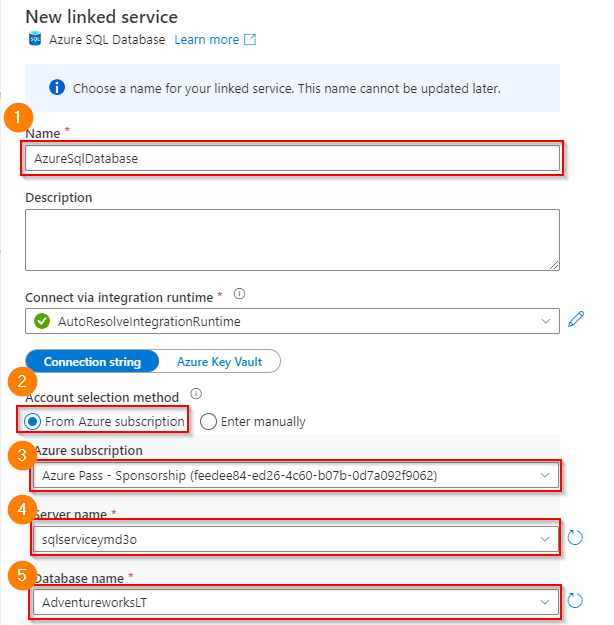 New linked service
SQL Azure SQL Database Learn more
Choose a name for your linked service. This name cannot be updated later.
1
Name *
AzureSqlDatabase
Description
Connect via integration runtime *
AutoResolveIntegrationRuntime
Connection string Azure Key Vault
2
Account selection method
From Azure subscription Enter manually
3
Azure subscription
Azure Pass - Sponsorship (feedee84-ed26-4c60-b07b-0d7a092f9062)
4
Server name *
sqlserviceymd3o
5
Database name *
AdventureworksLT